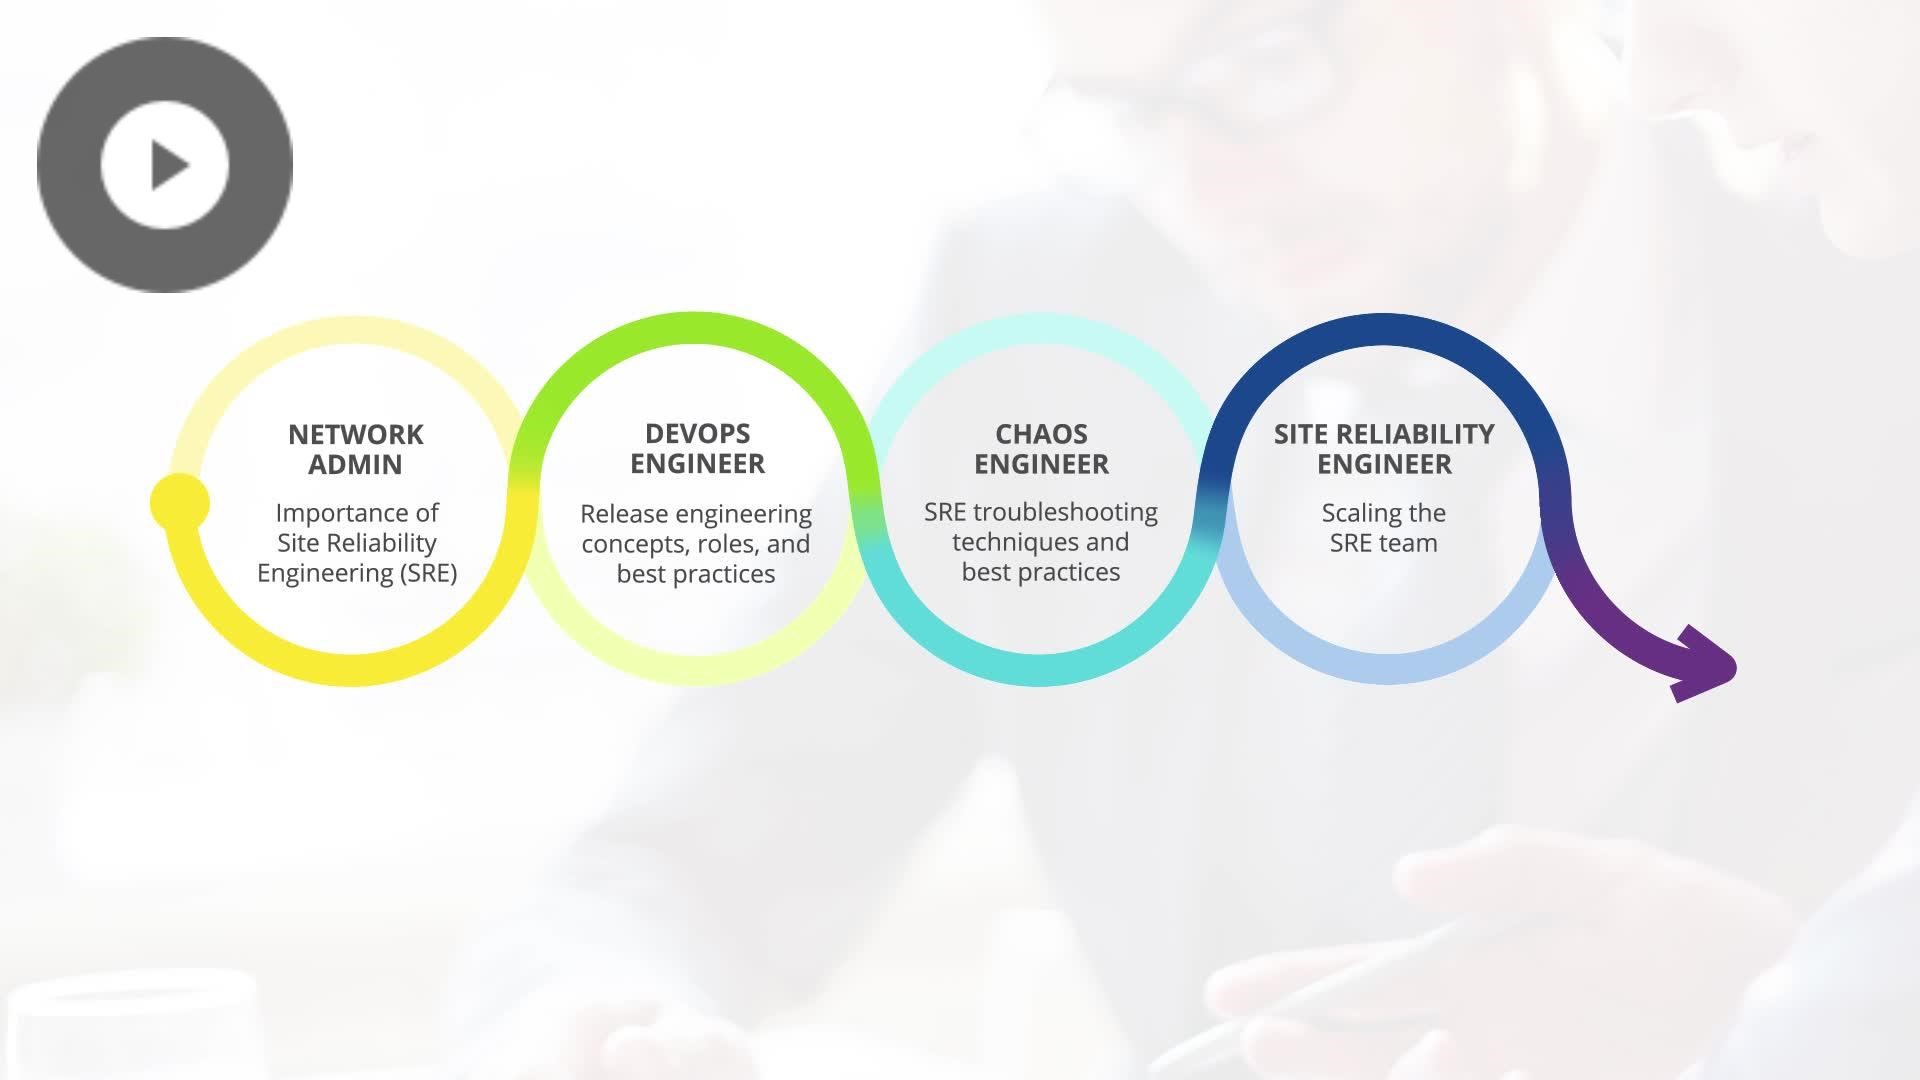 NETWORK
ADMIN
Importance of
Site Reliability
Engineering (SRE)
DEVOPS
ENGINEER
Release engineering
concepts, roles, and
best practices
CHAOS
ENGINEER
SRE troubleshooting
techniques and
best practices
SITE RELIABILITY
ENGINEER
Scaling the
SRE team